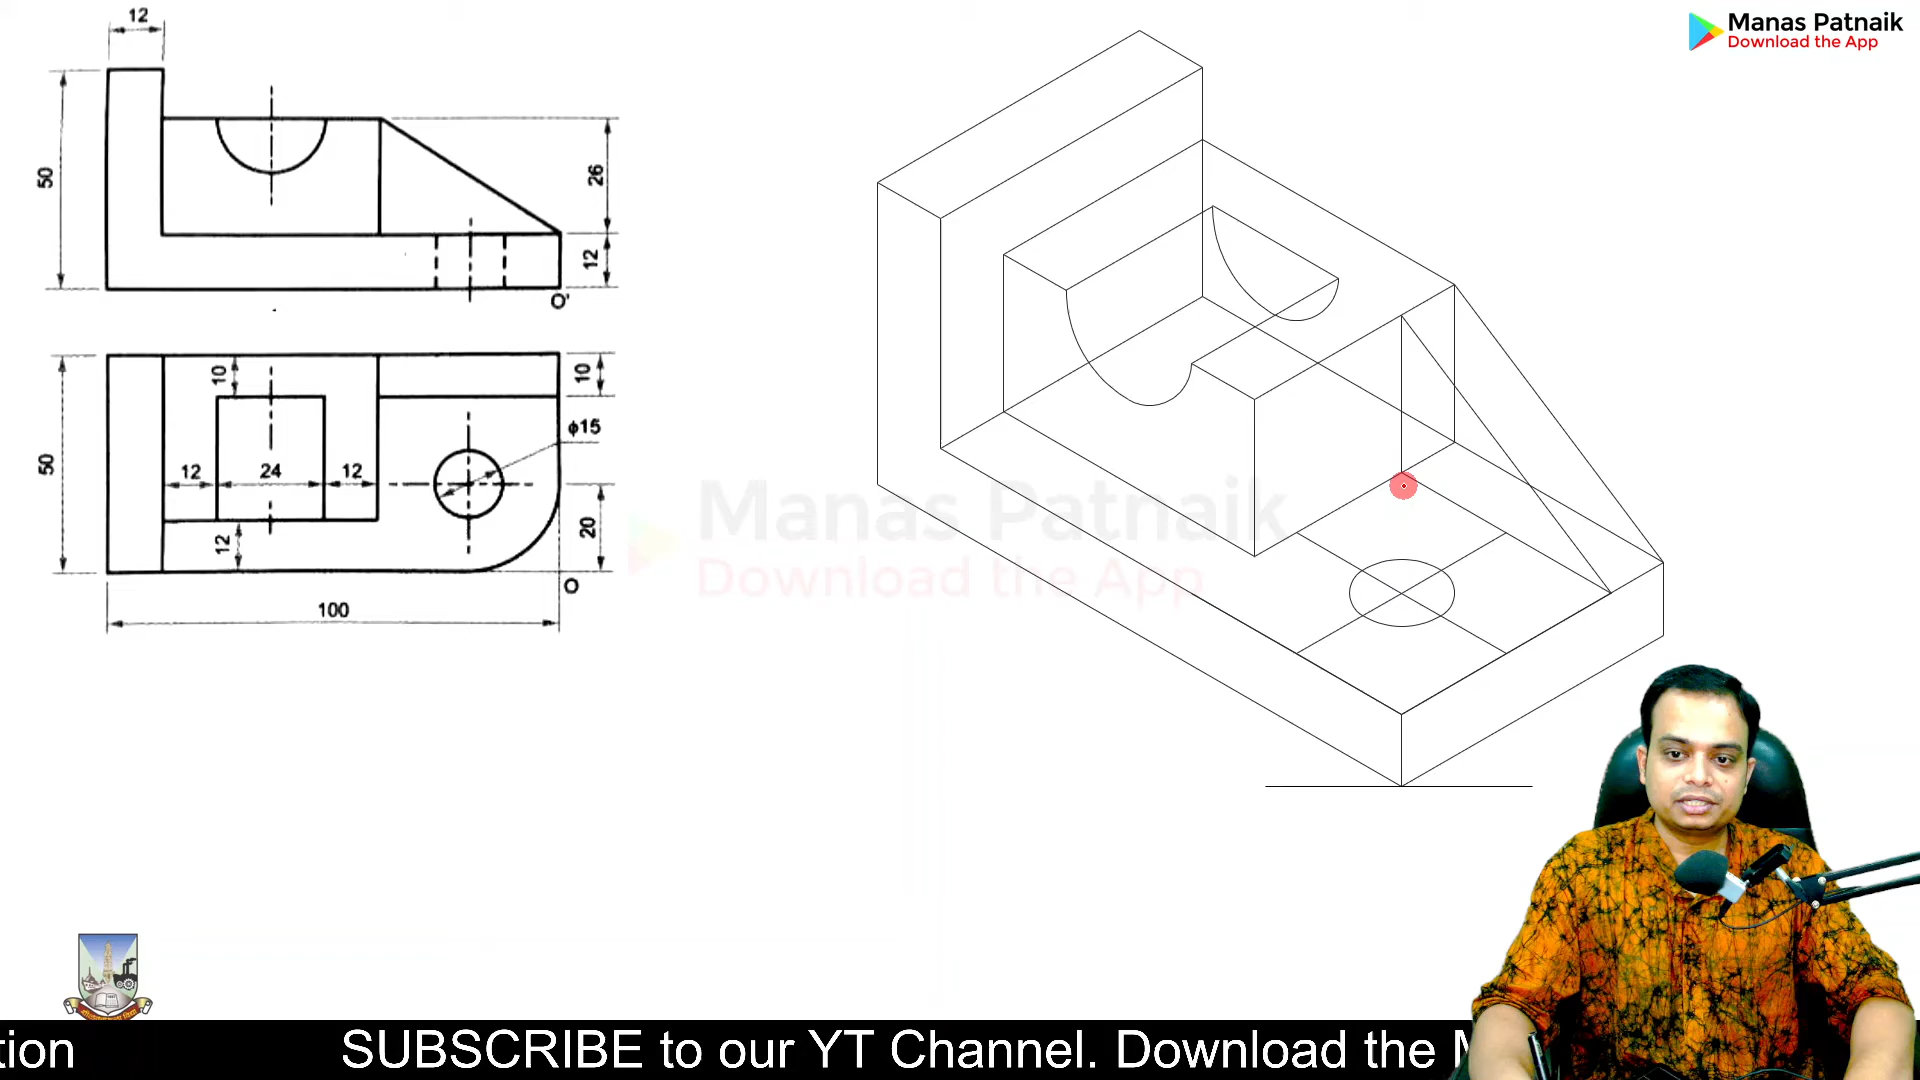 12
50
26
12
O'
10
10
ϕ15
50
12
24
12
20
12
O
100
Manas Patnaik
Download the App
Manas Patnaik
Download the App
tion
SUBSCRIBE to our YT Channel. Download the M